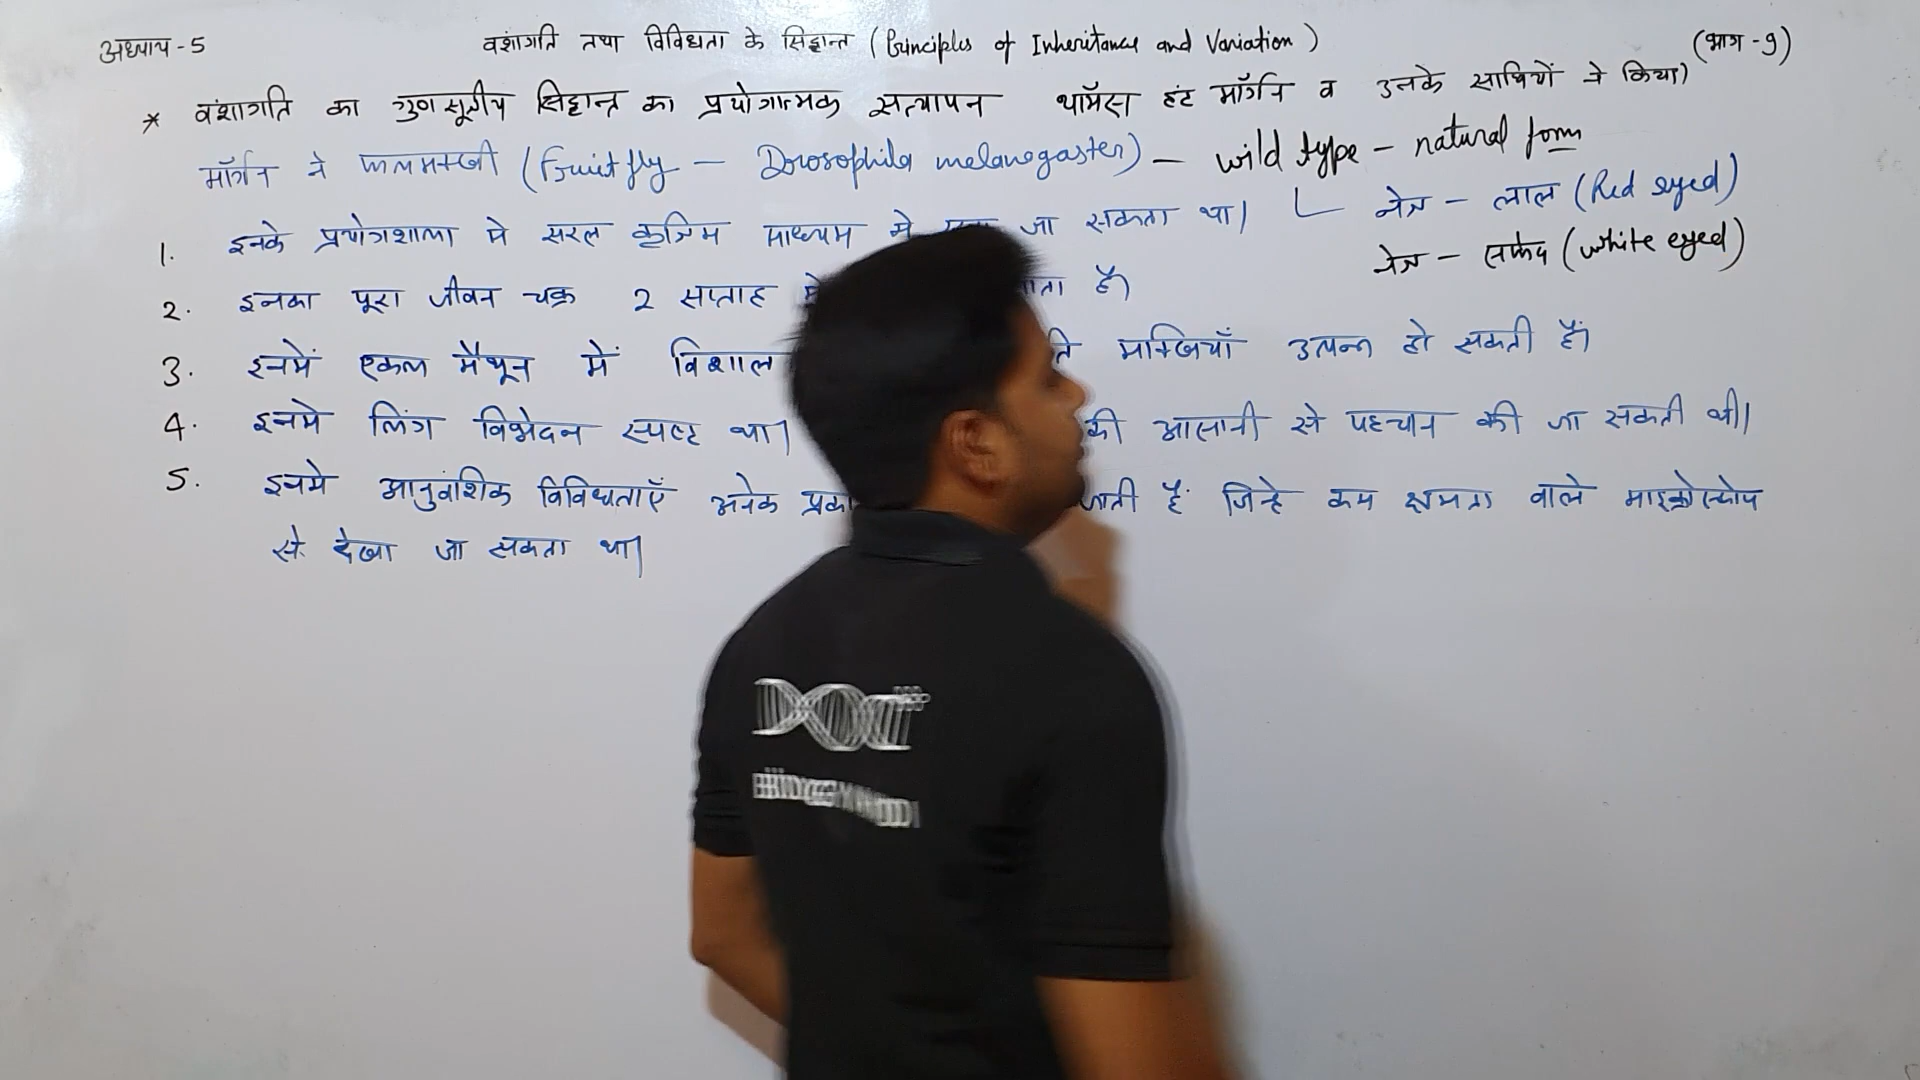 अध्याय - 5 वंशागति तथा विविधता के सिद्धान्त (Principles of Inheritance and Variation) (भाग - 9)
* वंशागति का गुणसूत्रीय सिद्धान्त का प्रयोगात्मक सत्यापन थॉमस हंट मॉर्गन व उनके साथियों ने किया।
मॉर्गन ने फलमक्खी (Fruit fly — Drosophila melanogaster) — wild type - natural form
नेत्र - लाल (Red eyed)
नेत्र - सफेद (white eyed)
1. इनके प्रयोगशाला मे सरल कृत्रिम माध्यम मे जा सकता था।
2. इनका पूरा जीवन चक्र 2 सप्ताह है।
3. इनमें एकल मैथुन में विशाल मक्खियाँ उत्पन्न हो सकती हैं।
4. इनमे लिंग विभेदन स्पष्ट था। की आसानी से पहचान की जा सकती थी।
5. इनमे आनुवंशिक विविधताएँ अनेक जाती हैं जिन्हे कम क्षमता वाले माइक्रोस्कोप
से देखा जा सकता था।